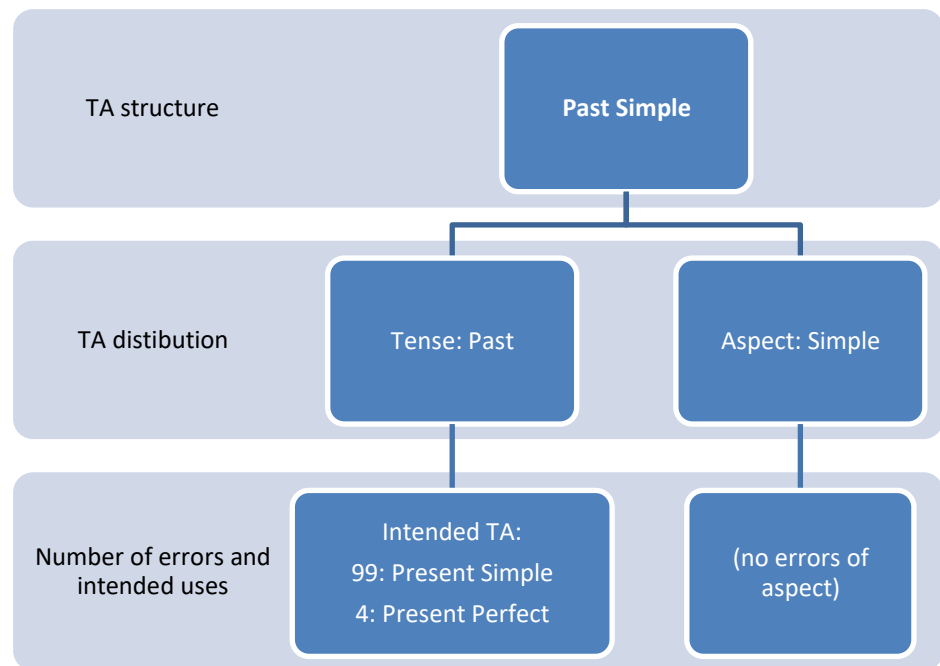 TA structure
Past Simple
TA distibution
Tense: Past
Aspect: Simple
Number of errors and
intended uses
Intended TA:
99: Present Simple
4: Present Perfect
(no errors of
aspect)